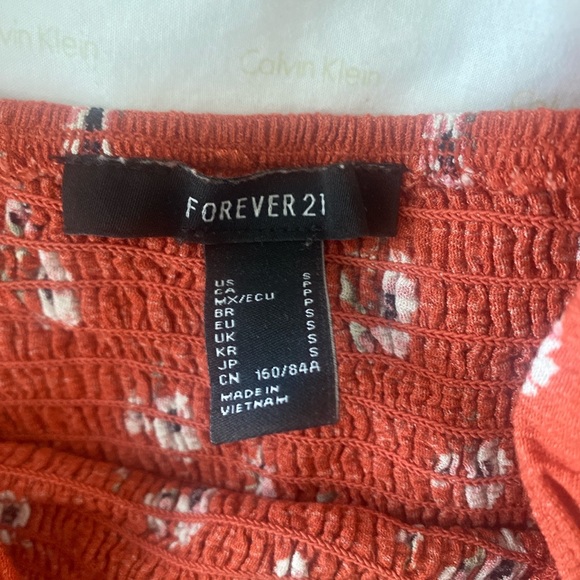 Calvin Klein
Calvin Klein
FOREVER 21
US S
CA P
MX/ECU P
BR P
EU S
UK S
KR S
JP S
CN 160/84A
MADE IN
VIETNAM